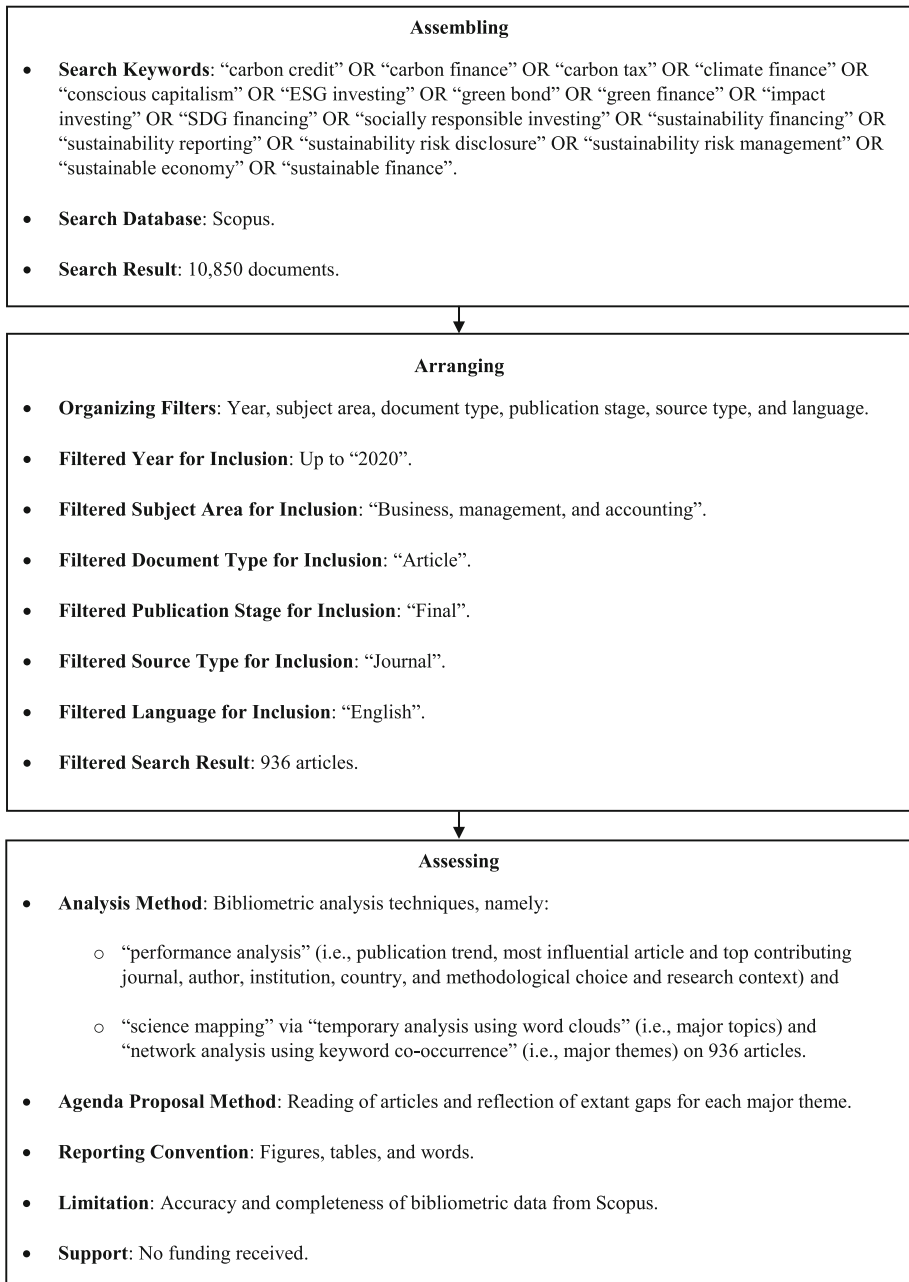 Assembling
• Search Keywords: “carbon credit” OR “carbon finance” OR “carbon tax” OR “climate finance” OR
“conscious capitalism” OR “ESG investing” OR “green bond” OR “green finance” OR “impact
investing” OR “SDG financing” OR “socially responsible investing” OR “sustainability financing” OR
“sustainability reporting” OR “sustainability risk disclosure” OR “sustainability risk management” OR
“sustainable economy” OR “sustainable finance”.
• Search Database: Scopus.
• Search Result: 10,850 documents.
Arranging
• Organizing Filters: Year, subject area, document type, publication stage, source type, and language.
• Filtered Year for Inclusion: Up to “2020”.
• Filtered Subject Area for Inclusion: “Business, management, and accounting”.
• Filtered Document Type for Inclusion: “Article”.
• Filtered Publication Stage for Inclusion: “Final”.
• Filtered Source Type for Inclusion: “Journal”.
• Filtered Language for Inclusion: “English”.
• Filtered Search Result: 936 articles.
Assessing
• Analysis Method: Bibliometric analysis techniques, namely:
○ “performance analysis” (i.e., publication trend, most influential article and top contributing
journal, author, institution, country, and methodological choice and research context) and
○ “science mapping” via “temporary analysis using word clouds” (i.e., major topics) and
“network analysis using keyword co-occurrence” (i.e., major themes) on 936 articles.
• Agenda Proposal Method: Reading of articles and reflection of extant gaps for each major theme.
• Reporting Convention: Figures, tables, and words.
• Limitation: Accuracy and completeness of bibliometric data from Scopus.
• Support: No funding received.